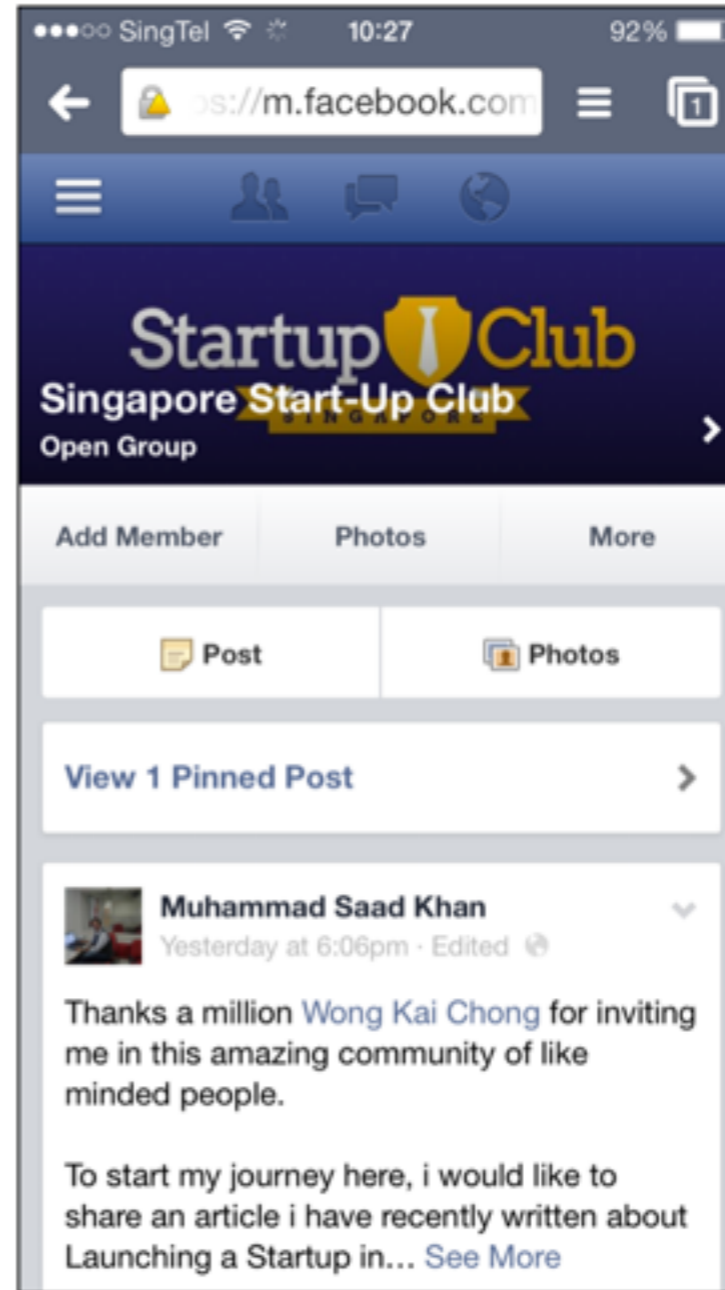 SingTel 10:27 92%
ps://m.facebook.com 1
Startup Club
SINGAPORE
Singapore Start-Up Club
Open Group
Add Member Photos More
Post Photos
View 1 Pinned Post
Muhammad Saad Khan
Yesterday at 6:06pm · Edited
Thanks a million Wong Kai Chong for inviting
me in this amazing community of like
minded people.
To start my journey here, i would like to
share an article i have recently written about
Launching a Startup in... See More